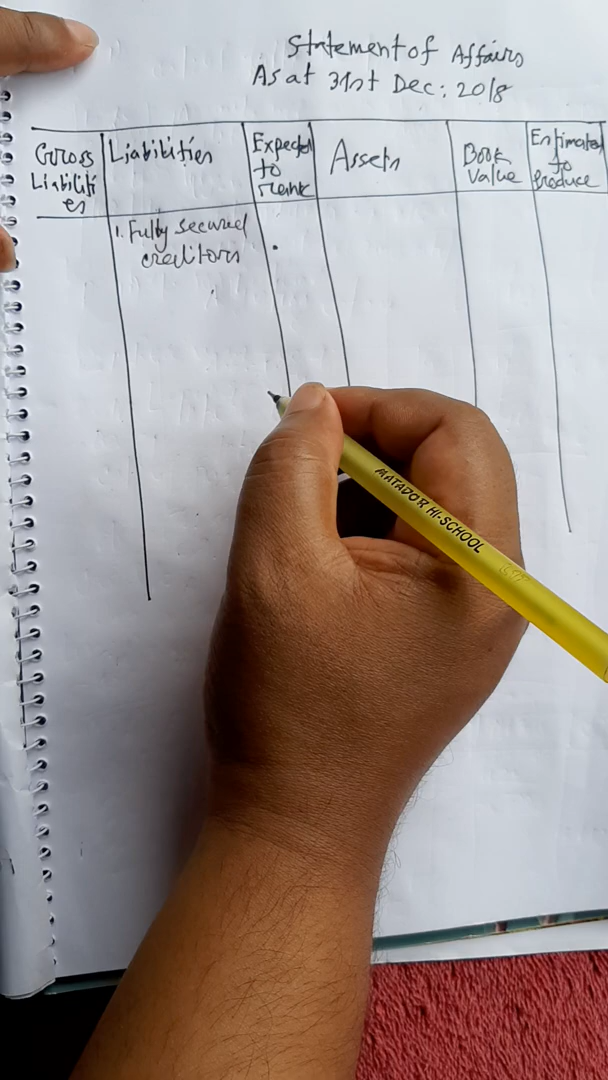 Statement of Affairs
As at 31st Dec: 2018
Gross
Liabiliti
es
Liabilities
Expected
to
rank
Assets
Book
Value
Estimated
to
produce
1. Fully secured
creditors
MATADOR HI-SCHOOL